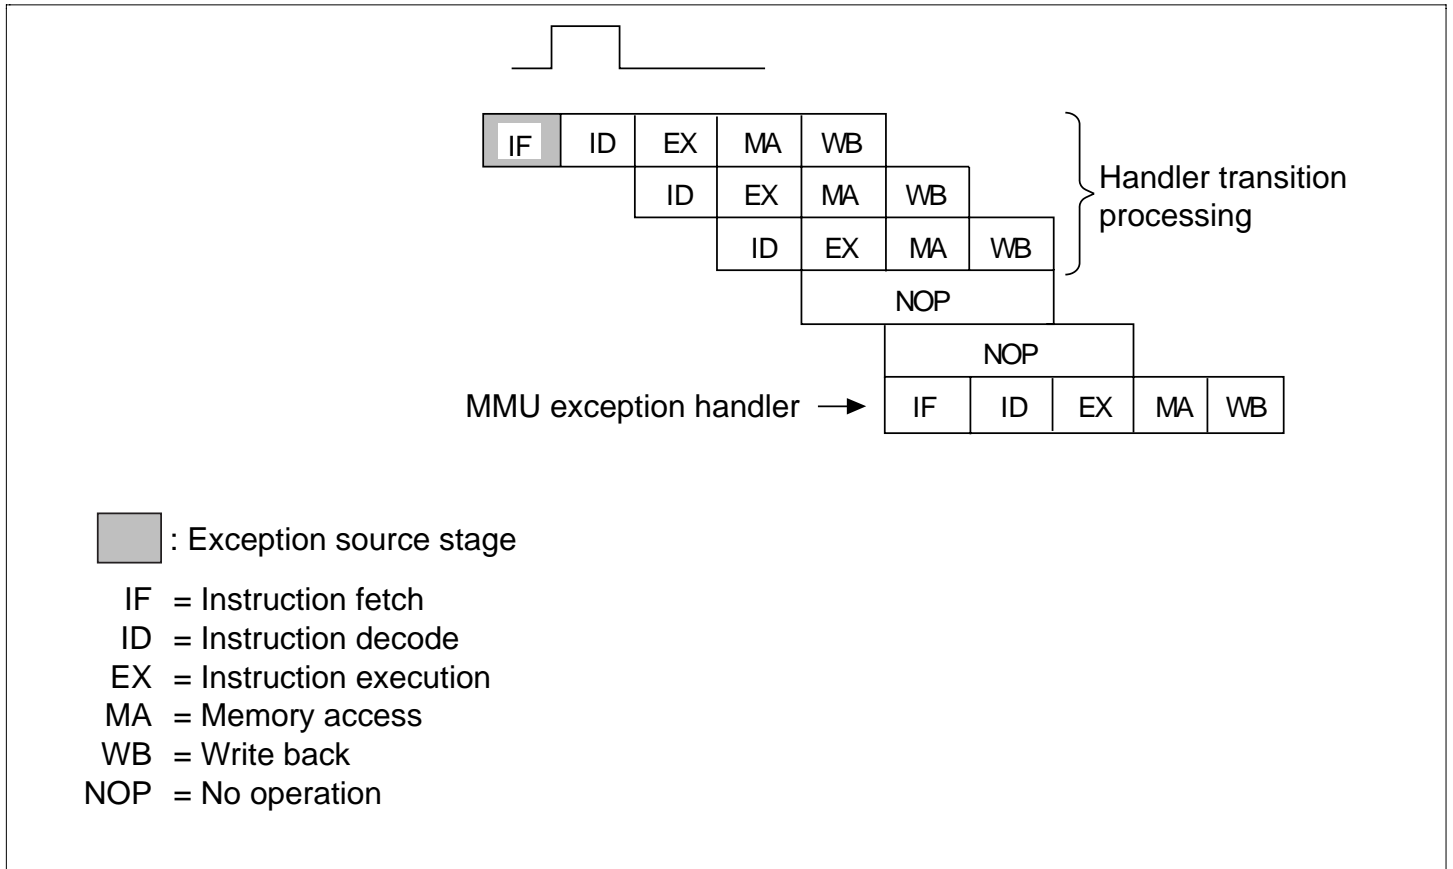 IF ID EX MA WB
ID EX MA WB
ID EX MA WB
Handler transition
processing
NOP
NOP
MMU exception handler
IF ID EX MA WB
: Exception source stage
IF = Instruction fetch
ID = Instruction decode
EX = Instruction execution
MA = Memory access
WB = Write back
NOP = No operation